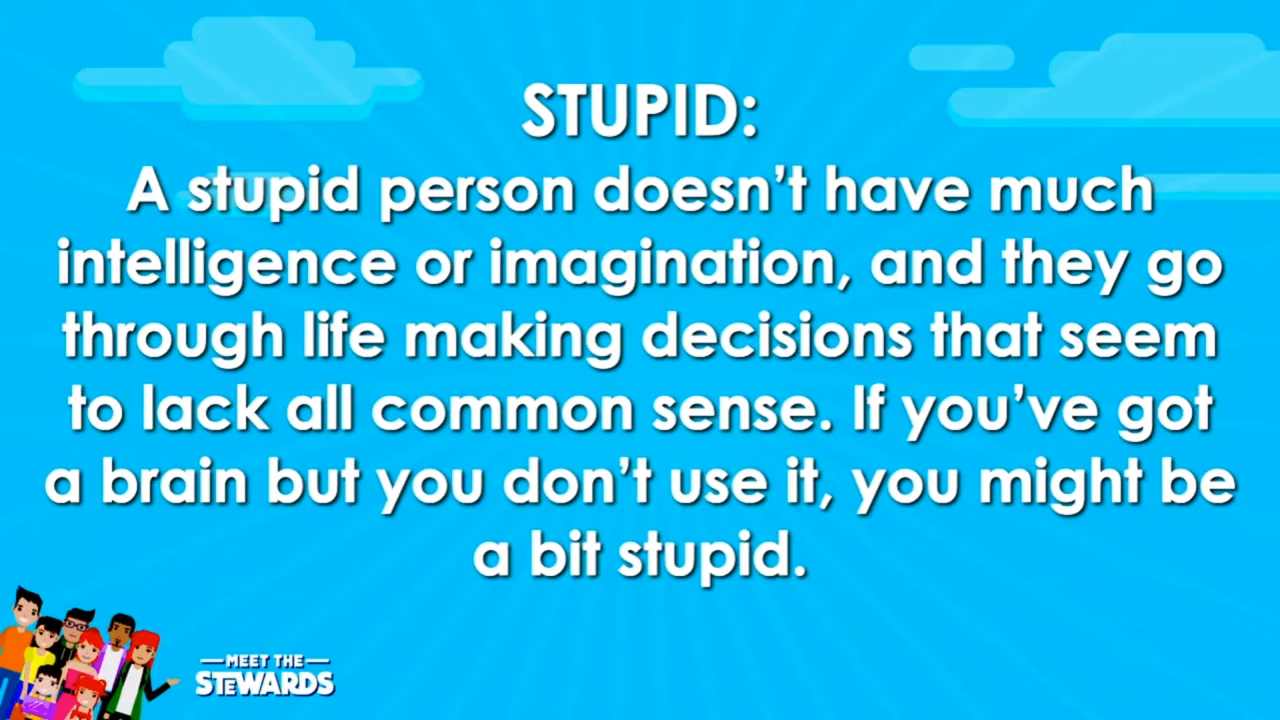 STUPID:
A stupid person doesn't have much
intelligence or imagination, and they go
through life making decisions that seem
to lack all common sense. If you've got
a brain but you don't use it, you might be
a bit stupid.
MEET THE
STEWARDS